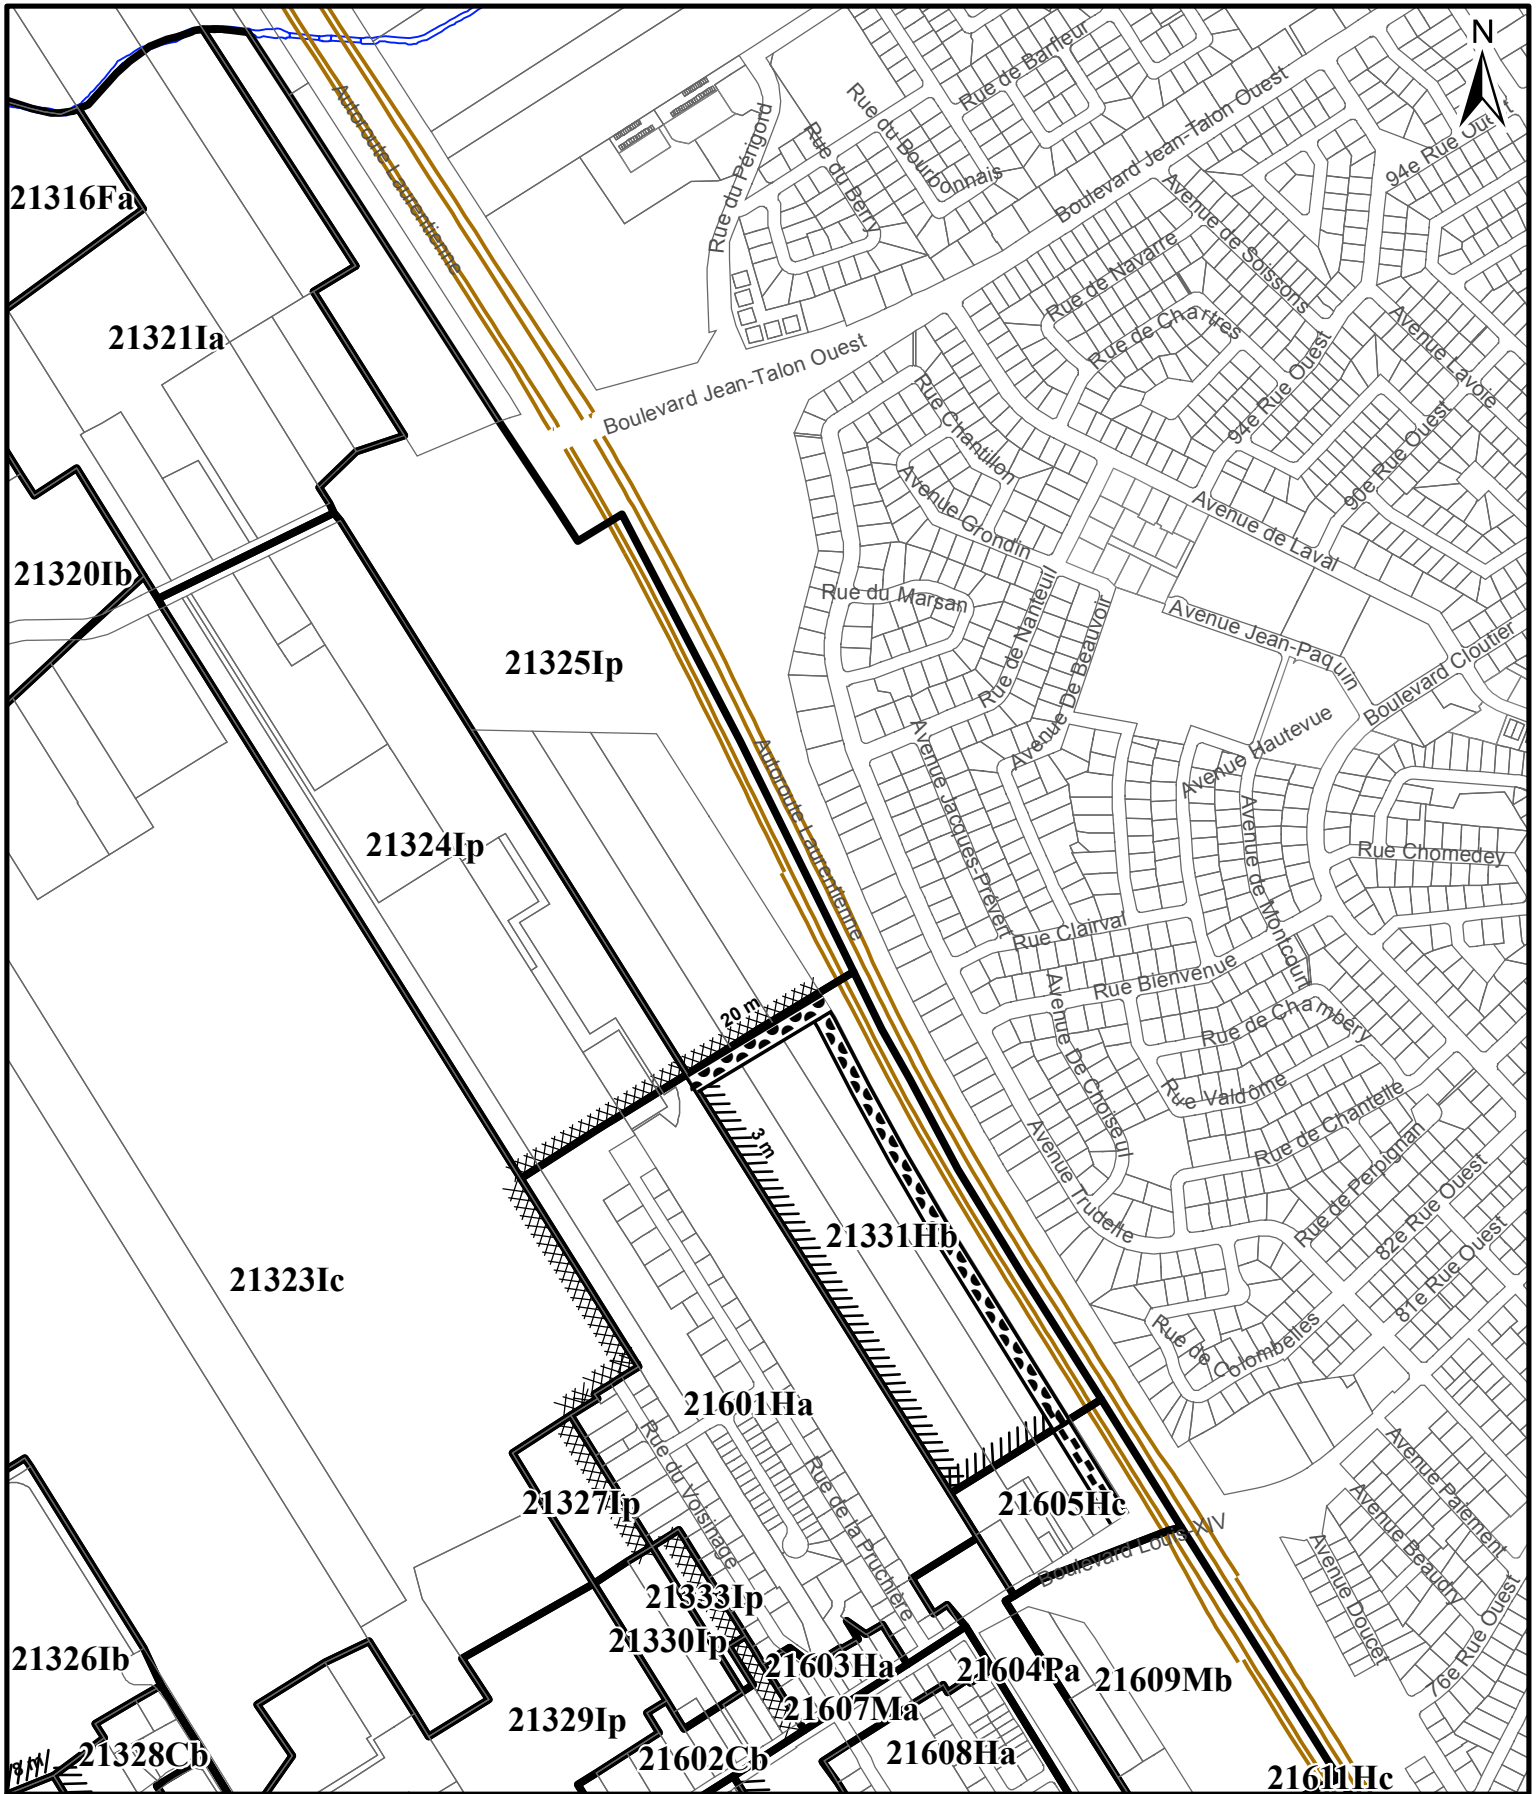 N
Rue de Barfleur
Autoroute Laurentienne
Rue du Périgord
Rue du Berry
Rue du Bourbonnais
Boulevard Jean-Talon Ouest
94e Rue Ouest
21316Fa
Avenue de Soissons
Rue de Navarre
Rue de Chartres
21321Ia
Boulevard Jean-Talon Ouest
94e Rue Ouest
Avenue Lavoie
Rue Chantillon
Avenue Grondin
90e Rue Ouest
Avenue de Laval
21320Ib
Rue du Marsan
Rue de Nanteuil
Avenue De Beauvoir
Avenue Jean-Paquin
Boulevard Cloutier
21325Ip
Avenue Hautevue
Autoroute Laurentienne
Avenue Jacques-Prévert
Avenue de Montcourt
21324Ip
Rue Chomedey
Rue Clairval
Rue Bienvenue
20 m
Avenue De Choiseul
Rue de Chambéry
Rue Valdôme
Rue de Chantelle
3 m
Avenue Trudelle
Rue de Perpignan
82e Rue Ouest
81e Rue Ouest
21331Hb
21323Ic
Rue de Colombelles
21601Ha
Rue du Voisinage
Rue de la Pruchière
21327Ip
21605Hc
Boulevard Louis-XIV
Avenue Paiement
Avenue Beaudry
Avenue Doucet
76e Rue Ouest
21333Ip
21330Ip
21326Ib
21603Ha
21604Pa
21609Mb
21607Ma
21329Ip
21602Cb
21608Ha
21328Cb
21611Hc